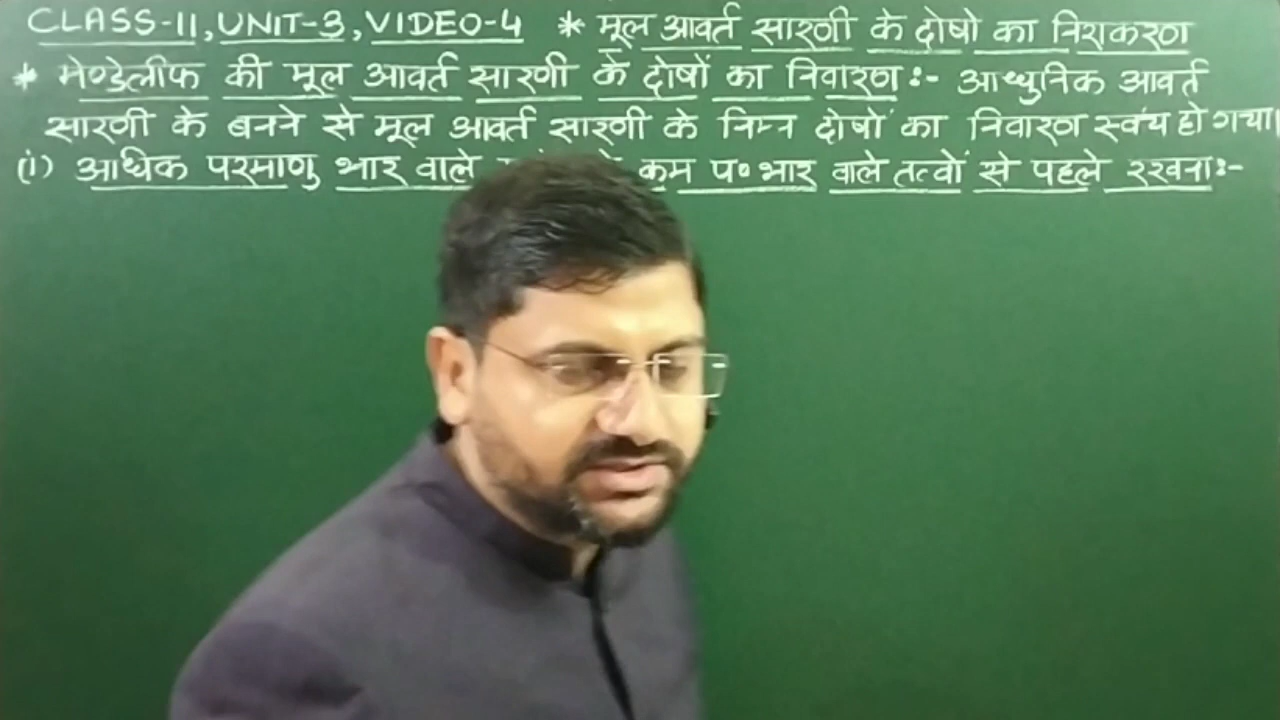 CLASS-11, UNIT-3, VIDEO-4 * मूल आवर्त सारणी के दोषो का निराकरण
* मेण्डेलीफ की मूल आवर्त सारणी के दोषों का निवारण :- आधुनिक आवर्त
सारणी के बनने से मूल आवर्त सारणी के निम्न दोषों का निवारण स्वंय हो गया।
(i) अधिक परमाणु भार वाले कम प० भार वाले तत्वों से पहले रखना:-